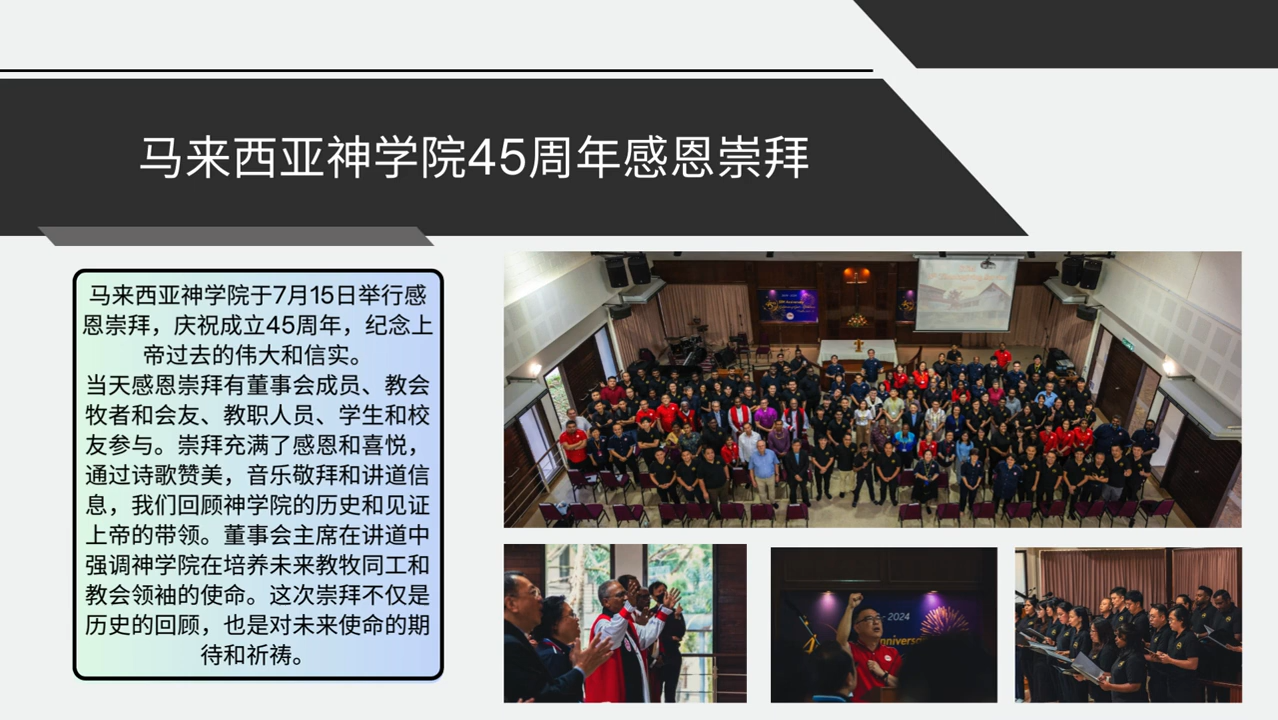 马来西亚神学院45周年感恩崇拜
马来西亚神学院于7月15日举行感
恩崇拜，庆祝成立45周年，纪念上
帝过去的伟大和信实。
当天感恩崇拜有董事会成员、教会
牧者和会友、教职人员、学生和校
友参与。崇拜充满了感恩和喜悦，
通过诗歌赞美，音乐敬拜和讲道信
息，我们回顾神学院的历史和见证
上帝的带领。董事会主席在讲道中
强调神学院在培养未来教牧同工和
教会领袖的使命。这次崇拜不仅是
历史的回顾，也是对未来使命的期
待和祈祷。
- 2024